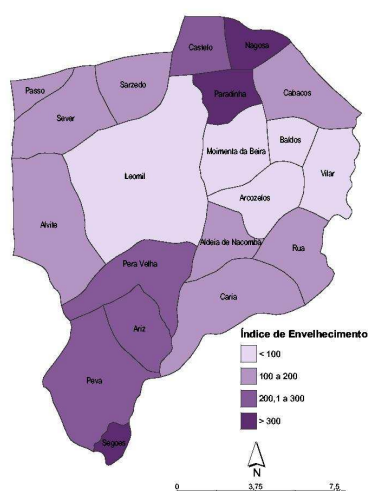 Castelo
Nagosa
Passo
Sarzedo
Paradinha
Cabacos
Sever
Baldos
Moimenta da Beira
Leomil
Vilar
Arcozelos
Alvite
Aldeia de Nacomba
Rua
Pera Velha
Caria
Ariz
Peva
Segoes
Índice de Envelhecimento
< 100
100 a 200
200,1 a 300
> 300
N
0 3,75 7,5